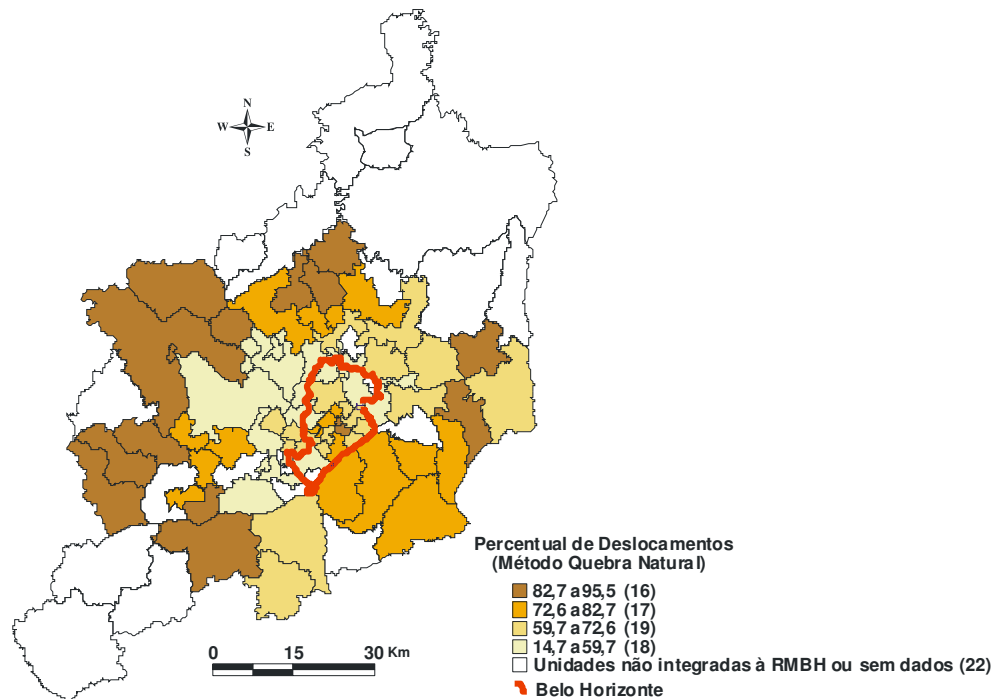 N
W E
S
Percentual de Deslocamentos
(Método Quebra Natural)
82,7 a 95,5 (16)
72,6 a 82,7 (17)
59,7 a 72,6 (19)
14,7 a 59,7 (18)
Unidades não integradas à RMBH ou sem dados (22)
Belo Horizonte
0 15 30 Km